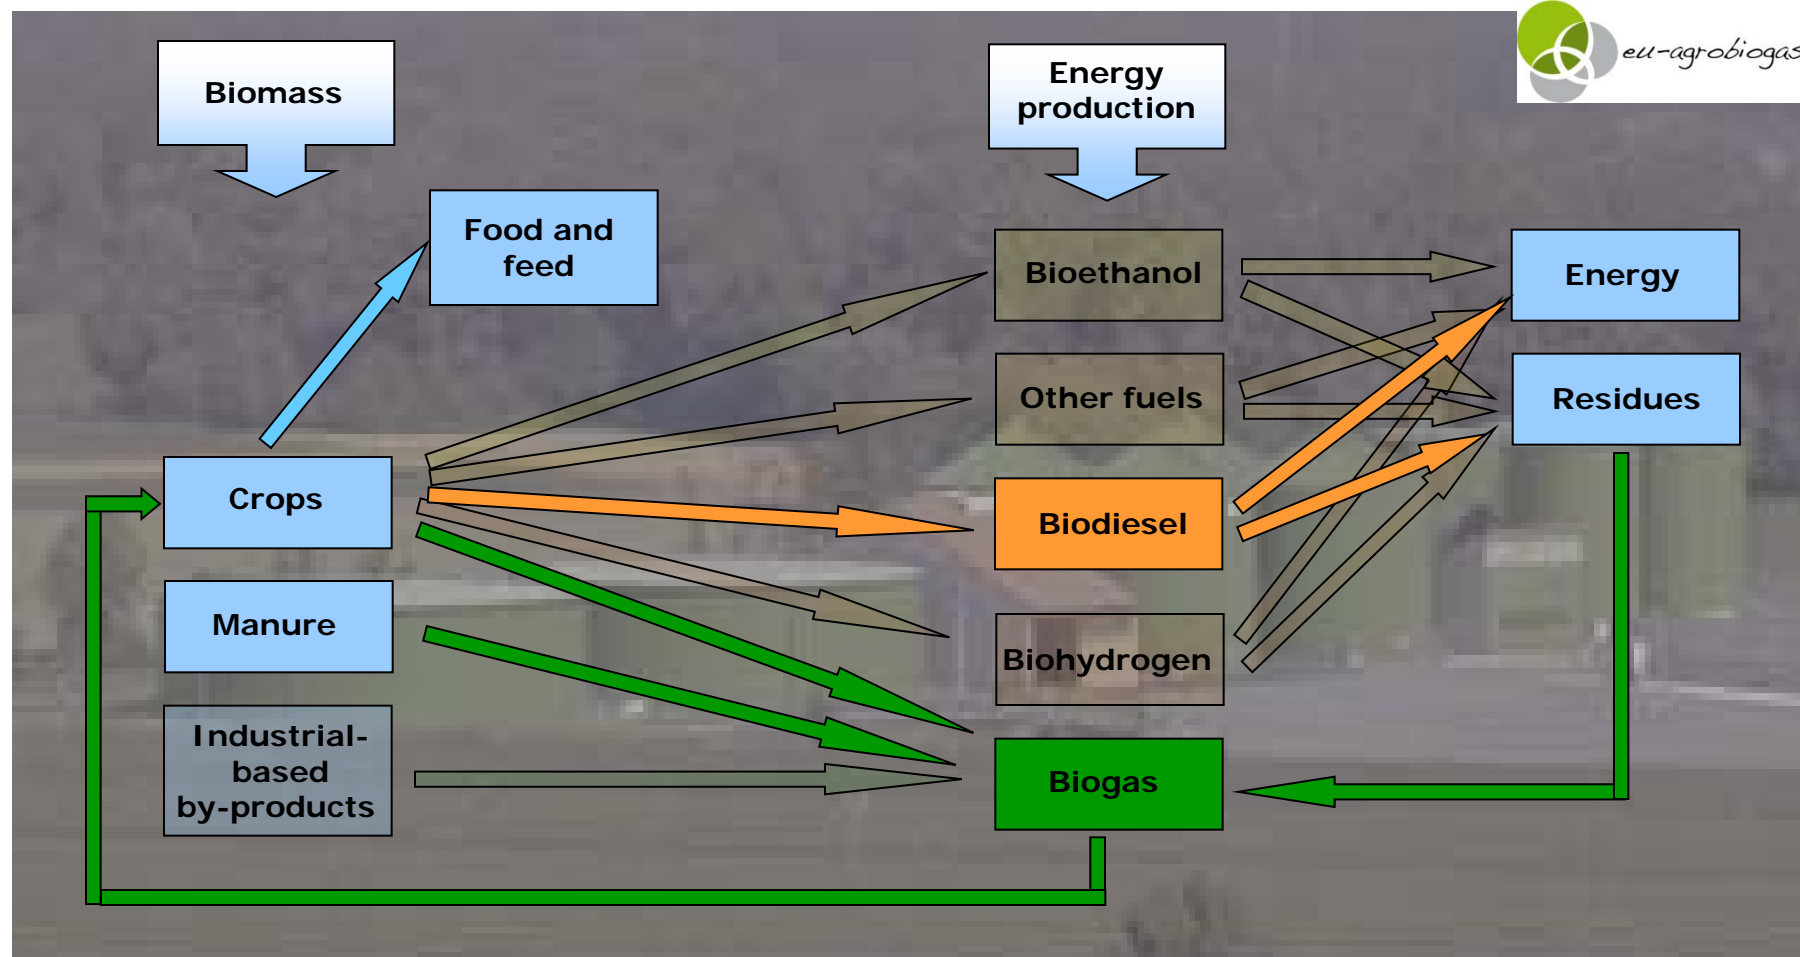 eu-agrobiogas
Biomass
Energy
production
Food and
feed
Bioethanol
Energy
Other fuels
Residues
Crops
Biodiesel
Manure
Biohydrogen
Industrial-
based
by-products
Biogas